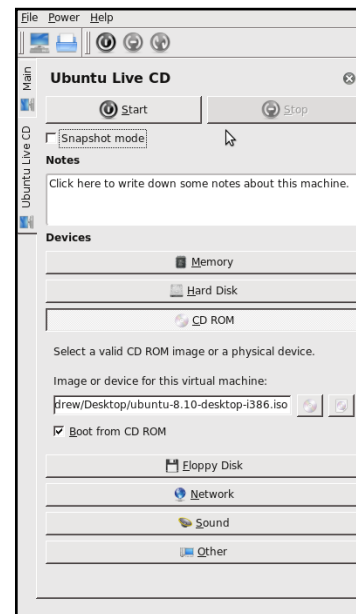 File Power Help
Main
Ubuntu Live CD
Ubuntu Live CD
Start
Stop
Snapshot mode
Notes
Click here to write down some notes about this machine.
Devices
Memory
Hard Disk
CD ROM
Select a valid CD ROM image or a physical device.
Image or device for this virtual machine:
drew/Desktop/ubuntu-8.10-desktop-i386.iso
Boot from CD ROM
Floppy Disk
Network
Sound
Other